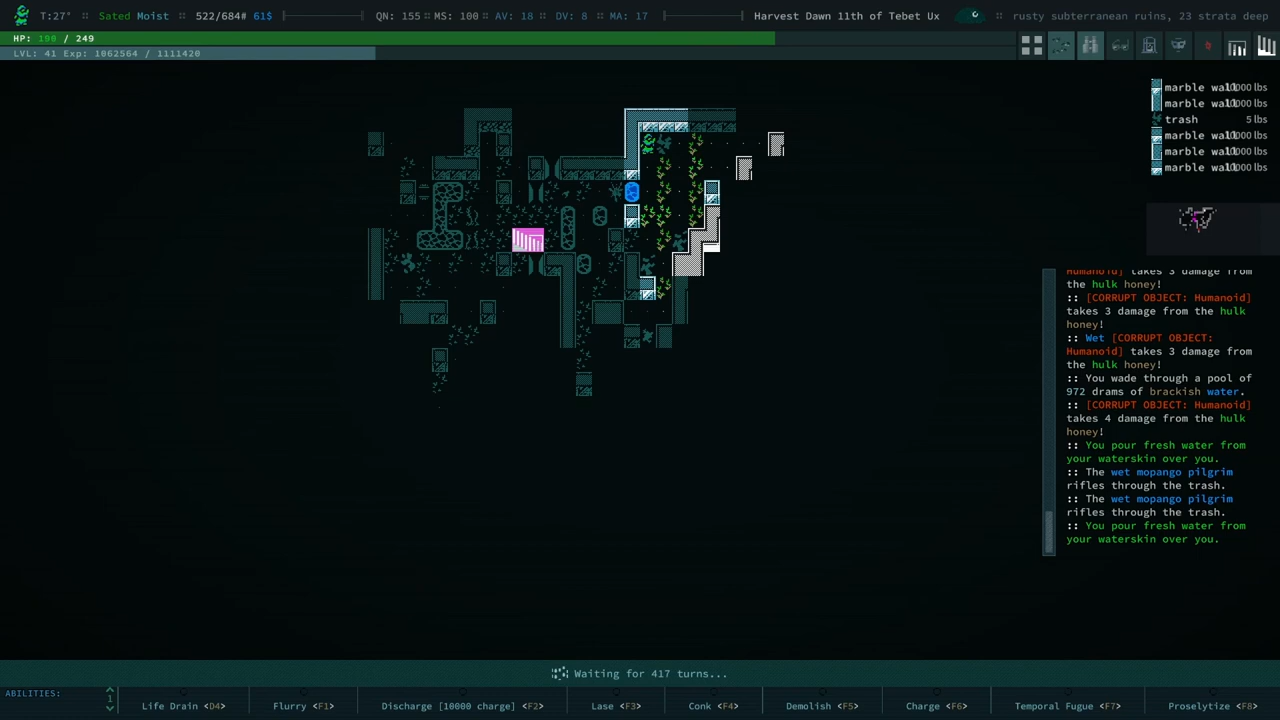 T:27° :: Sated Moist :: 522/684# 61$ QN: 155 :: MS: 100 :: AV: 18 :: DV: 8 :: MA: 17 Harvest Dawn 11th of Tebet Ux :: rusty subterranean ruins, 23 strata deep
HP: 190 / 249
LVL: 41 Exp: 1062564 / 1111420
marble wall
marble wall
trash 5 lbs
marble wall
marble wall
marble wall
Humanoid] takes 3 damage from
the hulk honey!
:: [CORRUPT OBJECT: Humanoid]
takes 3 damage from the hulk
honey!
:: Wet [CORRUPT OBJECT:
Humanoid] takes 3 damage from
the hulk honey!
:: You wade through a pool of
972 drams of brackish water.
:: [CORRUPT OBJECT: Humanoid]
takes 4 damage from the hulk
honey!
:: You pour fresh water from
your waterskin over you.
:: The wet mopango pilgrim
rifles through the trash.
:: The wet mopango pilgrim
rifles through the trash.
:: You pour fresh water from
your waterskin over you.
Waiting for 417 turns...
ABILITIES: 1 Life Drain <D4> Flurry <F1> Discharge [10000 charge] <F2> Lase <F3> Conk <F4> Demolish <F5> Charge <F6> Temporal Fugue <F7> Proselytize <F8>